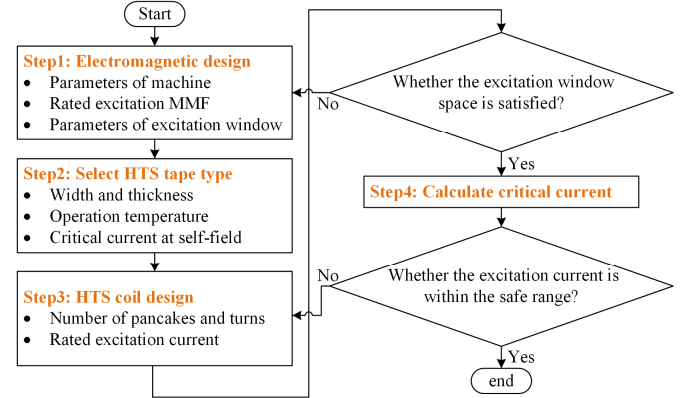 Start
Step1: Electromagnetic design
• Parameters of machine
• Rated excitation MMF
• Parameters of excitation window
Step2: Select HTS tape type
• Width and thickness
• Operation temperature
• Critical current at self-field
Step3: HTS coil design
• Number of pancakes and turns
• Rated excitation current
Whether the excitation window
space is satisfied?
No
Yes
Step4: Calculate critical current
Whether the excitation current is
within the safe range?
No
Yes
end